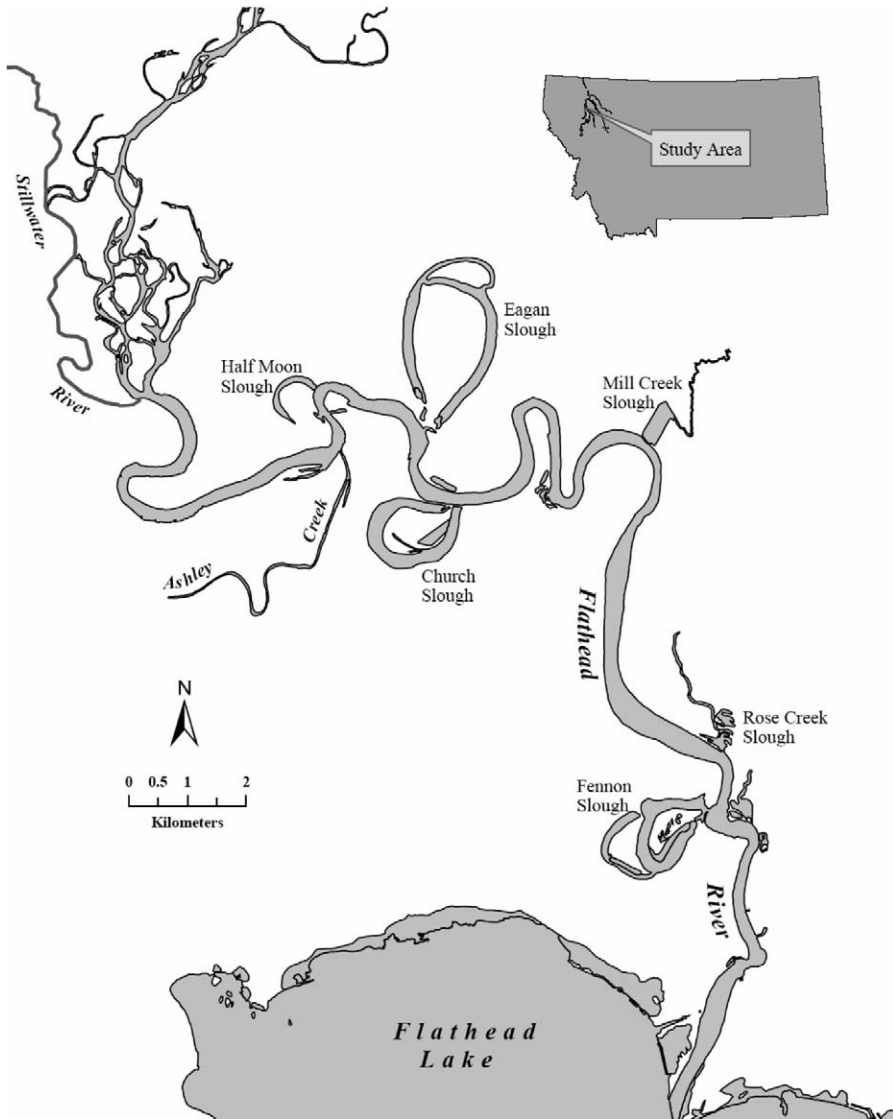 Study Area
Stillwater
River
Eagan
Slough
Half Moon
Slough
Mill Creek
Slough
Creek
Ashley
Church
Slough
Flathead
N
Rose Creek
Slough
0 0.5 1 2
Kilometers
Fennon
Slough
River
Flathead
Lake